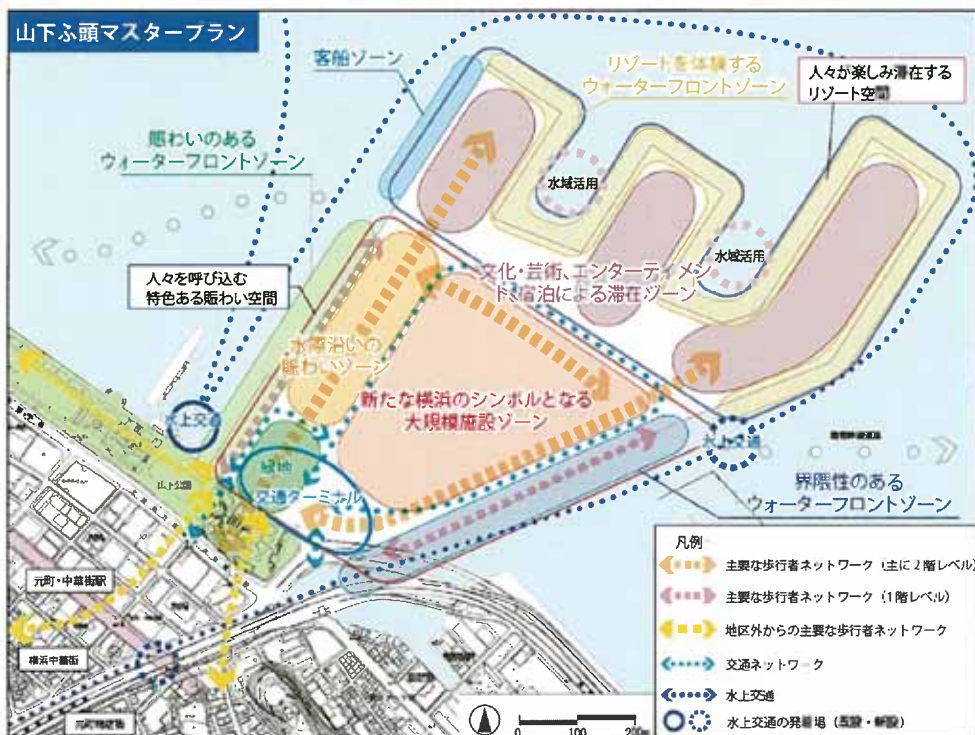 山下ふ頭マスタープラン
客船ゾーン
リゾートを体験する
ウォーターフロントゾーン
人々が楽しみ滞在する
リゾート空間
賑わいのある
ウォーターフロントゾーン
水域活用
水域活用
人々を呼び込む
特色ある賑わい空間
文化・芸術、エンターテイメン
ト、宿泊による滞在ゾーン
水際沿いの
賑わいゾーン
新たな横浜のシンボルとなる
大規模施設ゾーン
水上交通
水上交通
緑地
交通ターミナル
山下公園
界隈性のある
ウォーターフロントゾーン
元町・中華街駅
横浜中華街
凡例
主要な歩行者ネットワーク（主に2階レベル）
主要な歩行者ネットワーク（1階レベル）
地区外からの主要な歩行者ネットワーク
交通ネットワーク
水上交通
水上交通の発着場（既設・新設）
0 100 200m